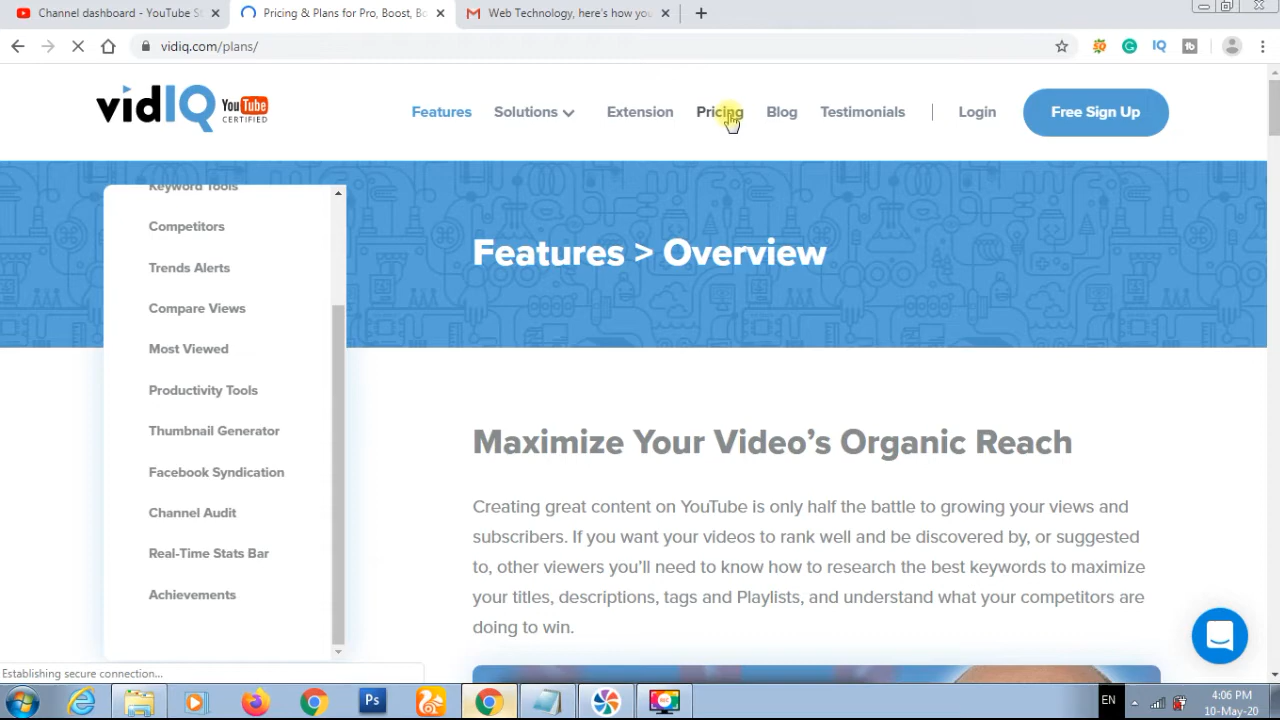 Channel dashboard - YouTube St
Pricing & Plans for Pro, Boost, Bo
Web Technology, here's how you
vidiq.com/plans/
vidIQ YouTube CERTIFIED
Features
Solutions
Extension
Pricing
Blog
Testimonials
Login
Free Sign Up
Features > Overview
Keyword Tools
Competitors
Trends Alerts
Compare Views
Most Viewed
Productivity Tools
Thumbnail Generator
Facebook Syndication
Channel Audit
Real-Time Stats Bar
Achievements
Maximize Your Video's Organic Reach
Creating great content on YouTube is only half the battle to growing your views and
subscribers. If you want your videos to rank well and be discovered by, or suggested
to, other viewers you'll need to know how to research the best keywords to maximize
your titles, descriptions, tags and Playlists, and understand what your competitors are
doing to win.
Establishing secure connection...
EN
4:06 PM
10-May-20